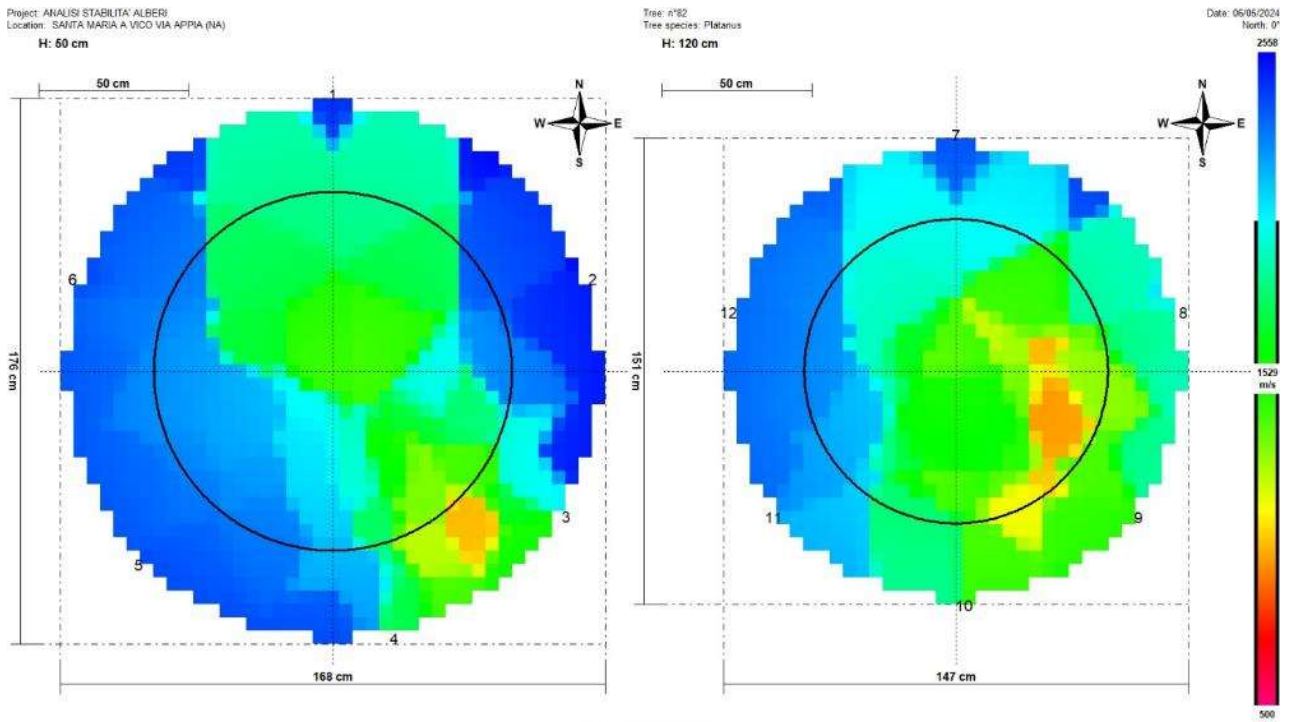 Project: ANALISI STABILITA' ALBERI
Location: SANTA MARIA A VICO VIA APPIA (NA)
Tree: n°82
Tree species: Platanus
Date: 06/05/2024
North: 0°
H: 50 cm
50 cm
N
W E
S
1
2
3
4
5
6
176 cm
168 cm
H: 120 cm
50 cm
N
W E
S
7
8
9
10
11
12
151 cm
147 cm
2558
1529
m/s
500